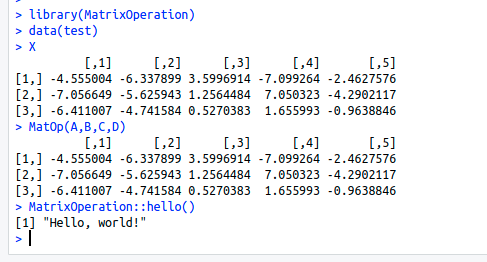 > library(MatrixOperation)
> data(test)
> X
[,1] [,2] [,3] [,4] [,5]
[1,] -4.555004 -6.337899 3.5996914 -7.099264 -2.4627576
[2,] -7.056649 -5.625943 1.2564484 7.050323 -4.2902117
[3,] -6.411007 -4.741584 0.5270383 1.655993 -0.9638846
> MatOp(A,B,C,D)
[,1] [,2] [,3] [,4] [,5]
[1,] -4.555004 -6.337899 3.5996914 -7.099264 -2.4627576
[2,] -7.056649 -5.625943 1.2564484 7.050323 -4.2902117
[3,] -6.411007 -4.741584 0.5270383 1.655993 -0.9638846
> MatrixOperation::hello()
[1] "Hello, world!"
>